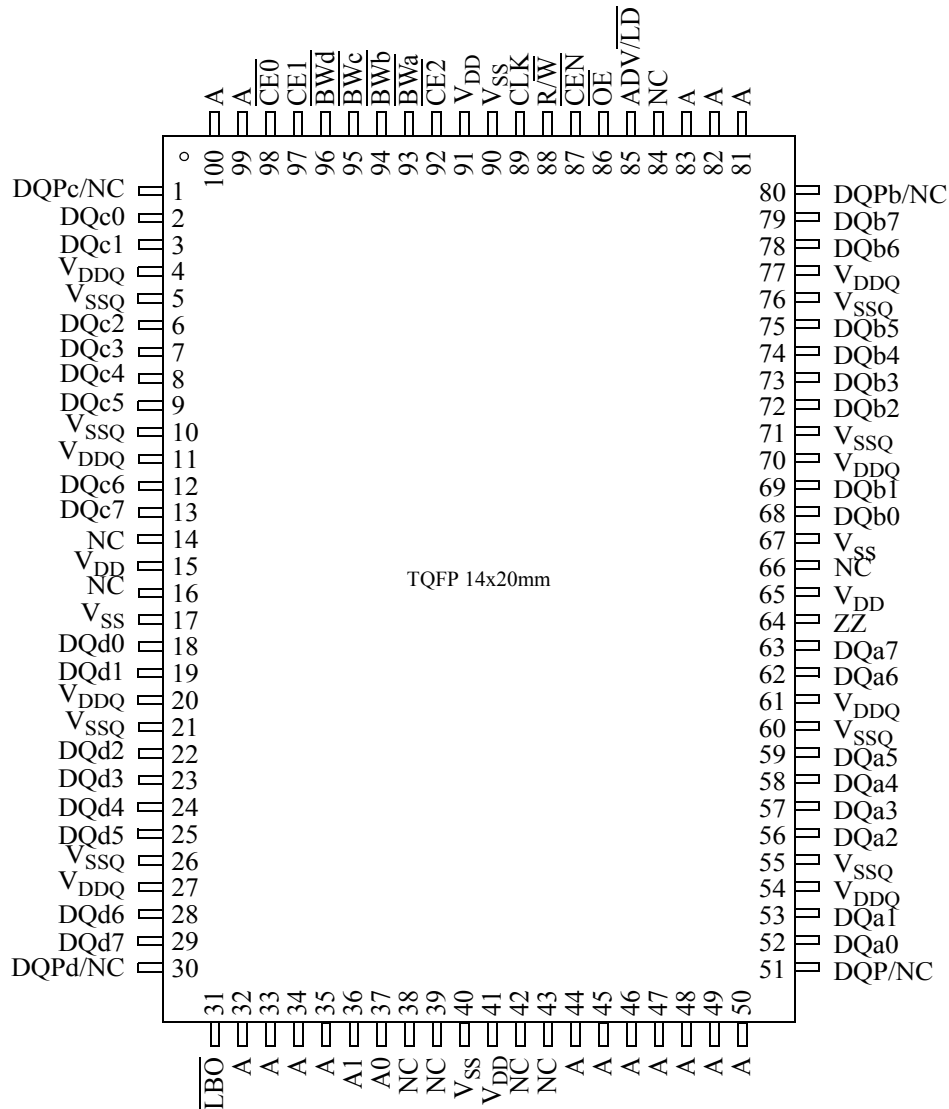 A
A
CE0
CE1
BWd
BWc
BWb
BWa
CE2
VDD
VSS
CLK
R/W
CEN
OE
ADV/LD
NC
A
A
A
100
99
98
97
96
95
94
93
92
91
90
89
88
87
86
85
84
83
82
81
DQPc/NC 1
DQc0 2
DQc1 3
VDDQ 4
VSSQ 5
DQc2 6
DQc3 7
DQc4 8
DQc5 9
VSSQ 10
VDDQ 11
DQc6 12
DQc7 13
NC 14
VDD 15
NC 16
VSS 17
DQd0 18
DQd1 19
VDDQ 20
VSSQ 21
DQd2 22
DQd3 23
DQd4 24
DQd5 25
VSSQ 26
VDDQ 27
DQd6 28
DQd7 29
DQPd/NC 30
TQFP 14x20mm
80 DQPb/NC
79 DQb7
78 DQb6
77 VDDQ
76 VSSQ
75 DQb5
74 DQb4
73 DQb3
72 DQb2
71 VSSQ
70 VDDQ
69 DQb1
68 DQb0
67 VSS
66 NC
65 VDD
64 ZZ
63 DQa7
62 DQa6
61 VDDQ
60 VSSQ
59 DQa5
58 DQa4
57 DQa3
56 DQa2
55 VSSQ
54 VDDQ
53 DQa1
52 DQa0
51 DQP/NC
31
32
33
34
35
36
37
38
39
40
41
42
43
44
45
46
47
48
49
50
LBO
A
A
A
A
A1
A0
NC
NC
VSS
VDD
NC
NC
A
A
A
A
A
A
A